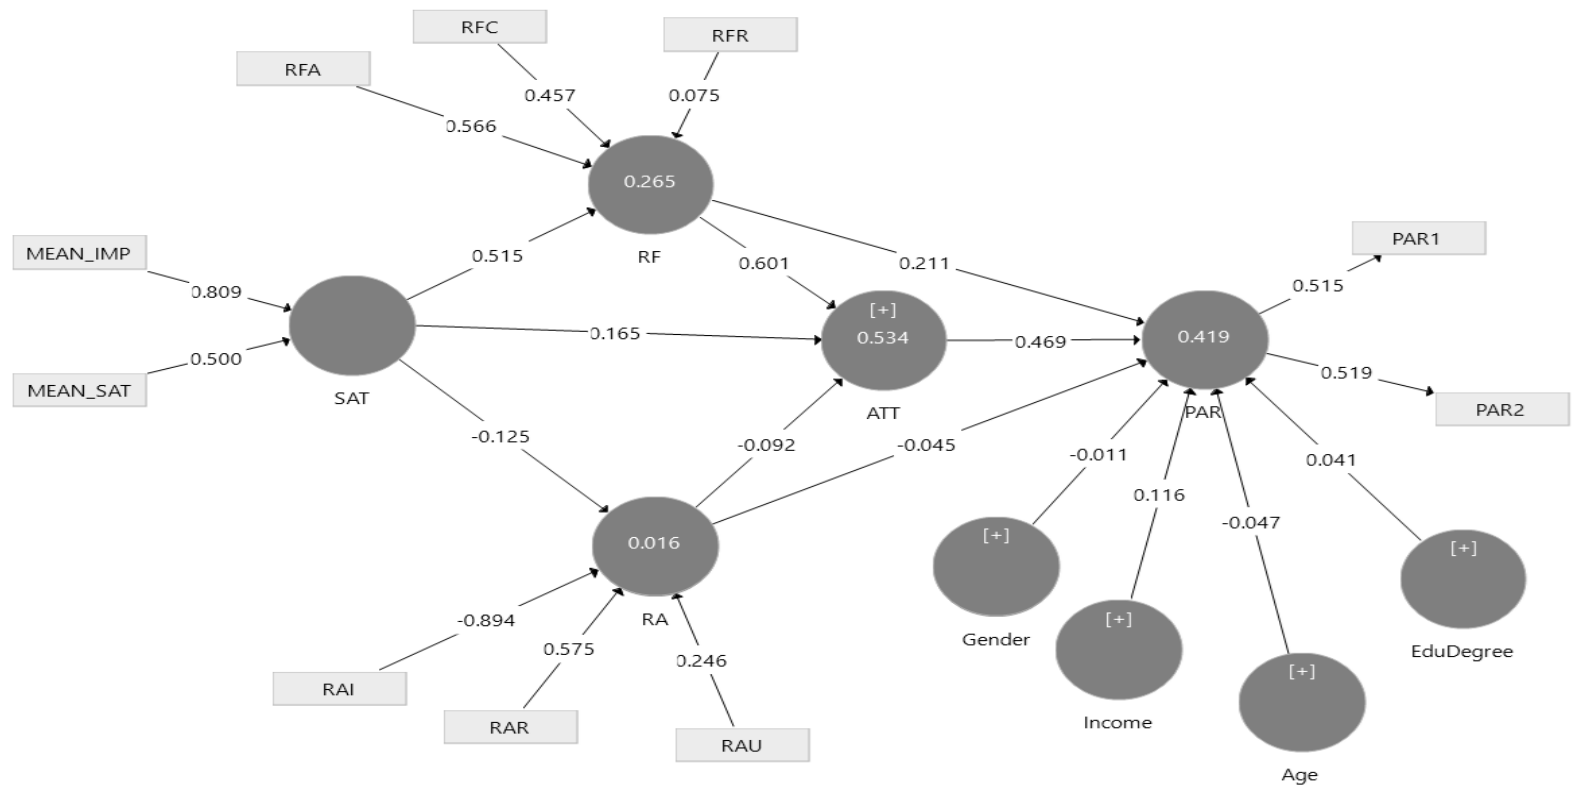 RFC
RFR
RFA
0.457
0.075
0.566
0.265
RF
MEAN_IMP
0.809
0.515
0.601
0.211
PAR1
0.515
[+]
0.534
ATT
0.165
0.469
0.419
PAR
0.500
MEAN_SAT
SAT
0.519
PAR2
-0.125
-0.092
-0.045
-0.011
0.041
0.116
-0.047
0.016
RA
[+]
Gender
[+]
EduDegree
-0.894
0.575
0.246
[+]
Income
RAI
RAR
RAU
[+]
Age